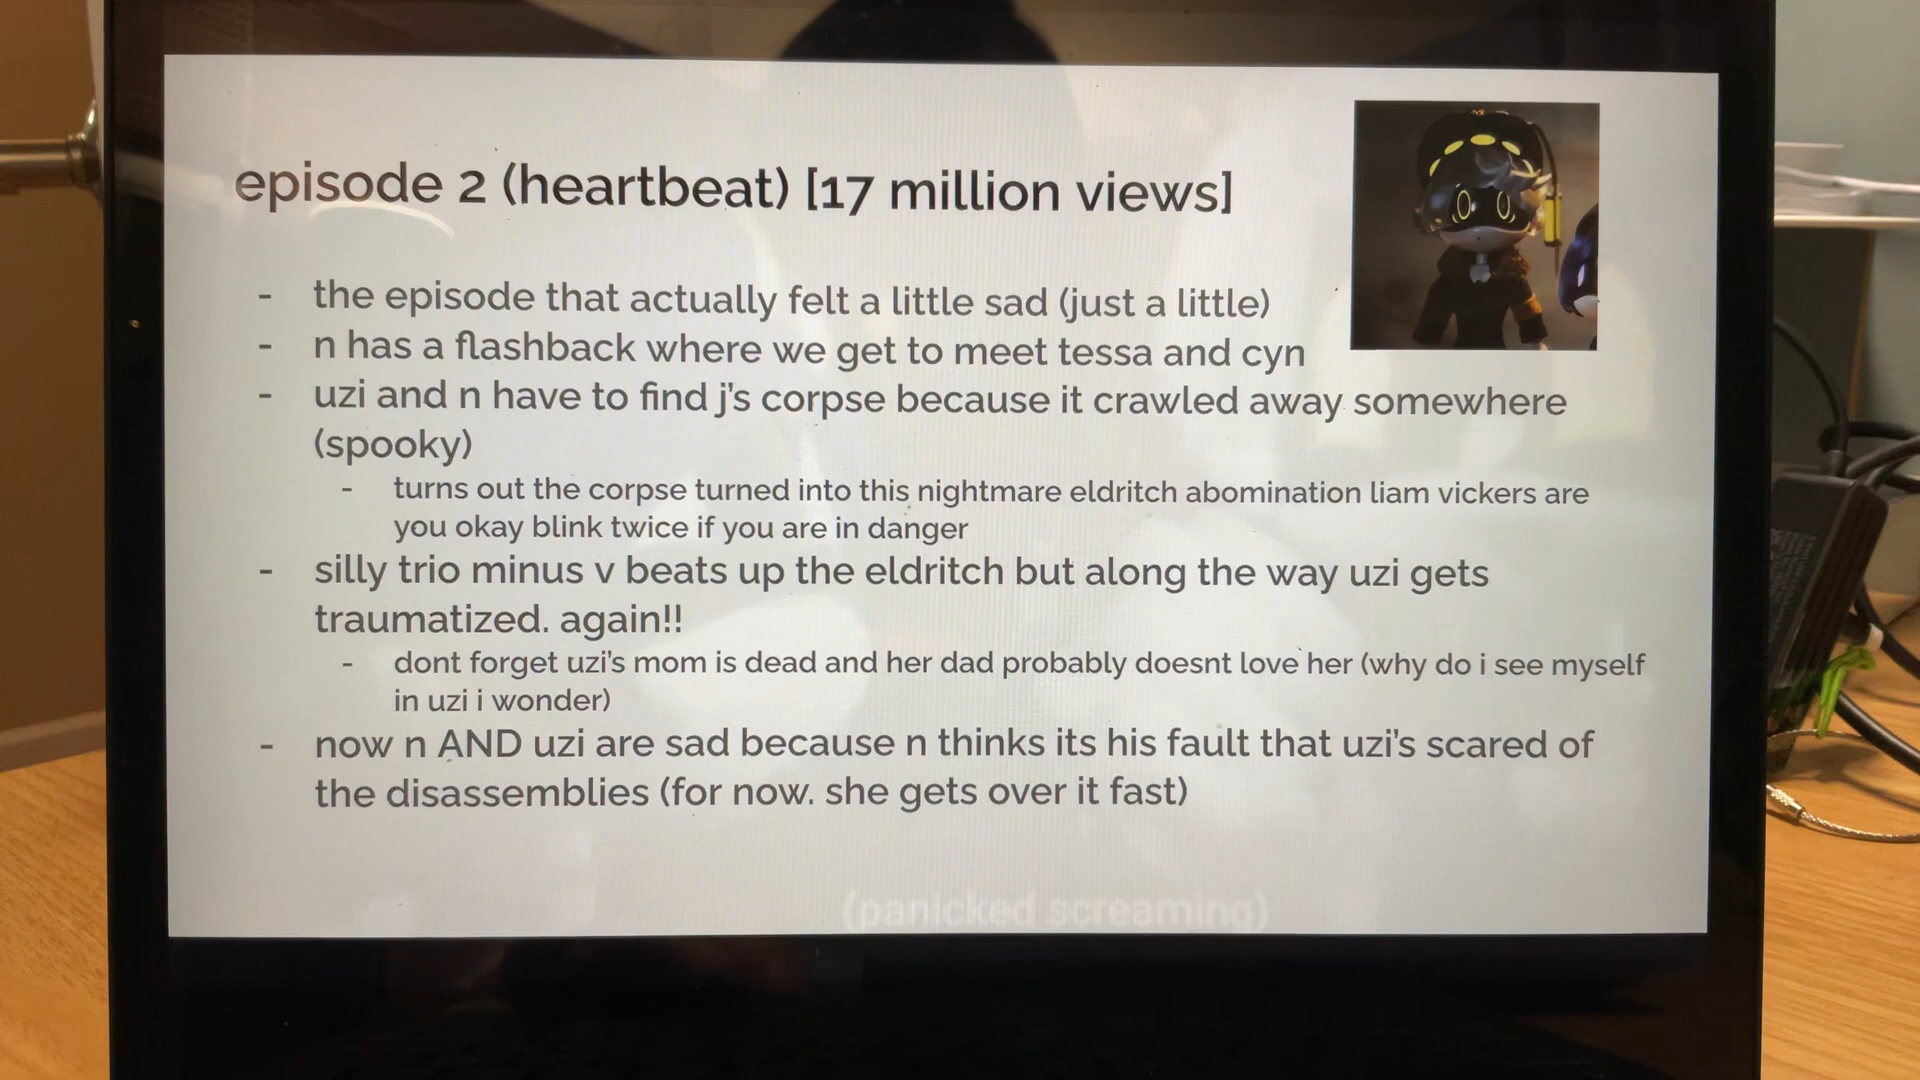 episode 2 (heartbeat) [17 million views]
- the episode that actually felt a little sad (just a little)
- n has a flashback where we get to meet tessa and cyn
- uzi and n have to find j's corpse because it crawled away somewhere
(spooky)
- turns out the corpse turned into this nightmare eldritch abomination liam vickers are
you okay blink twice if you are in danger
- silly trio minus v beats up the eldritch but along the way uzi gets
traumatized. again!!
- dont forget uzi's mom is dead and her dad probably doesnt love her (why do i see myself
in uzi i wonder)
- now n AND uzi are sad because n thinks its his fault that uzi's scared of
the disassemblies (for now. she gets over it fast)
(panicked screaming)